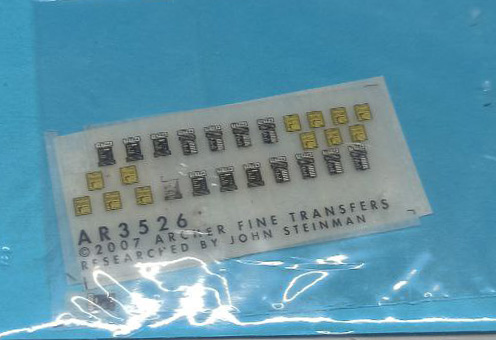 AR3526
©2007 ARCHER FINE TRANSFERS
RESEARCHED BY JOHN STEINMAN